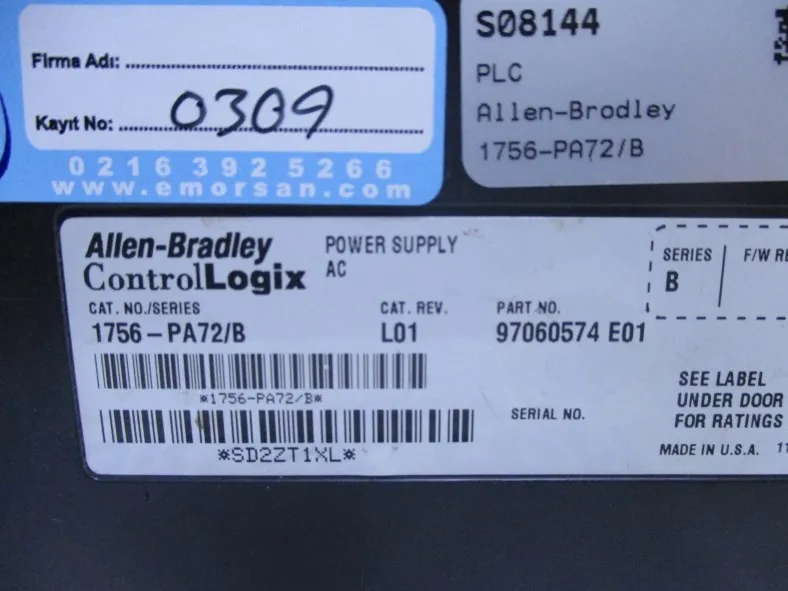 Firma Adı:
Kayıt No: 0309
0216 392 5266
www.emorsan.com
S08144
PLC
Allen-Brodley
1756-PA72/B
Allen-Bradley
ControlLogix
POWER SUPPLY
AC
SERIES
B
F/W RE
CAT. NO./SERIES
1756-PA72/B
CAT. REV.
L01
PART NO.
97060574 E01
*1756-PA72/B*
*SD2ZT1XL*
SERIAL NO.
SEE LABEL
UNDER DOOR
FOR RATINGS
MADE IN U.S.A. 11